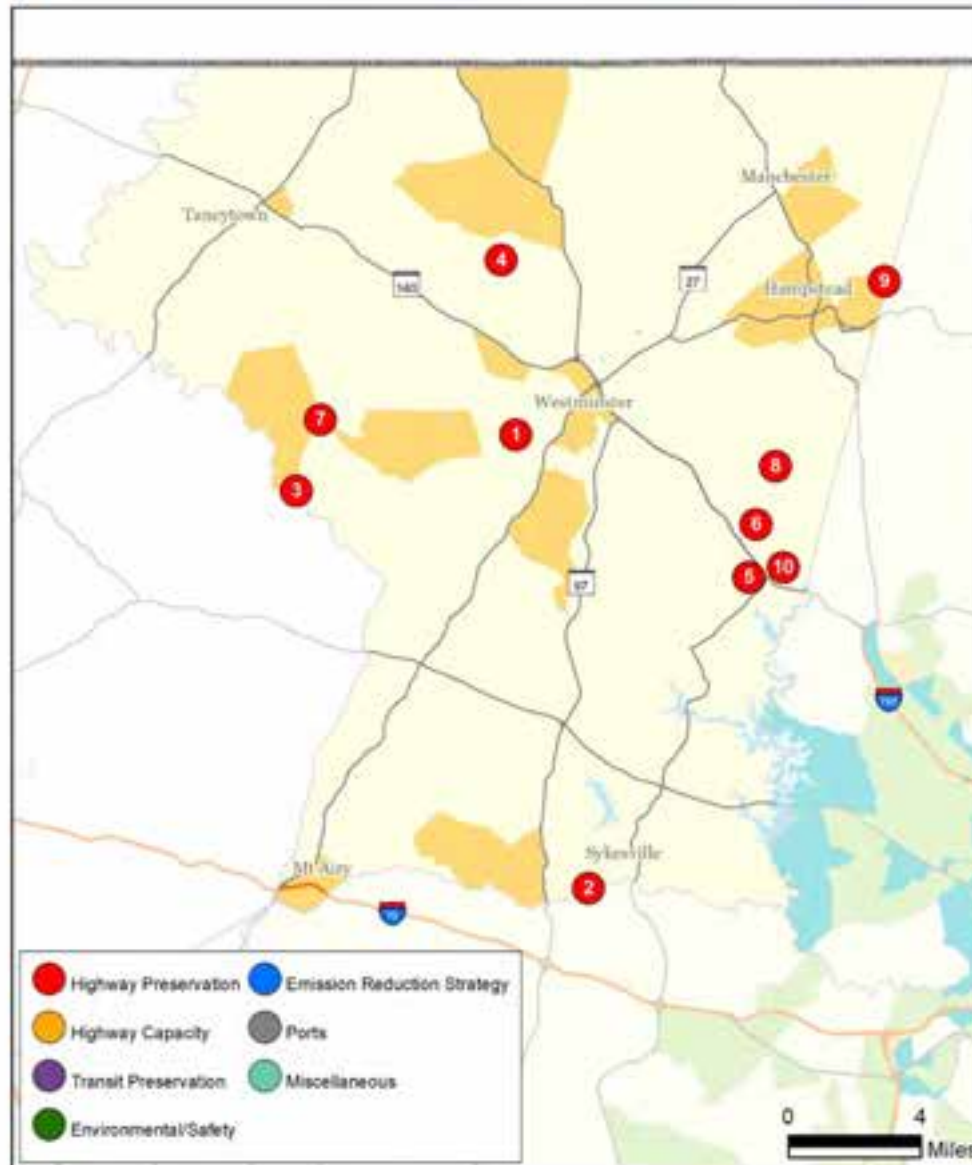 Manchester
Taneytown
4
27
9
140
Hampstead
Westminster
7
1
8
3
6
97
5
10
Sykesville
Mt Airy
2
70
Highway Preservation
Emission Reduction Strategy
Highway Capacity
Ports
Transit Preservation
Miscellaneous
Environmental/Safety
0 4
Miles